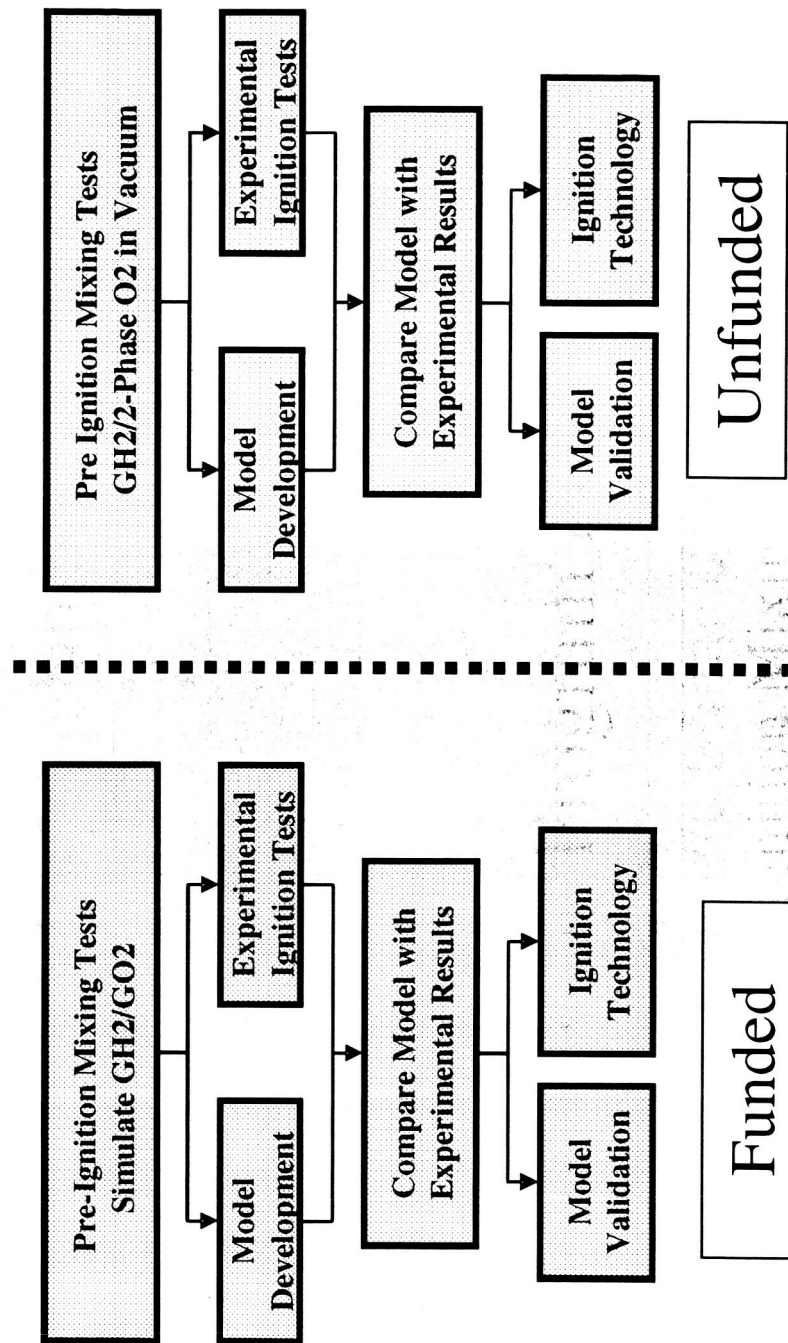 Pre-Ignition Mixing Tests
Simulate GH2/GO2
Model
Development
Experimental
Ignition Tests
Compare Model with
Experimental Results
Model
Validation
Ignition
Technology
Funded
Pre Ignition Mixing Tests
GH2/2-Phase O2 in Vacuum
Model
Development
Experimental
Ignition Tests
Compare Model with
Experimental Results
Model
Validation
Ignition
Technology
Unfunded